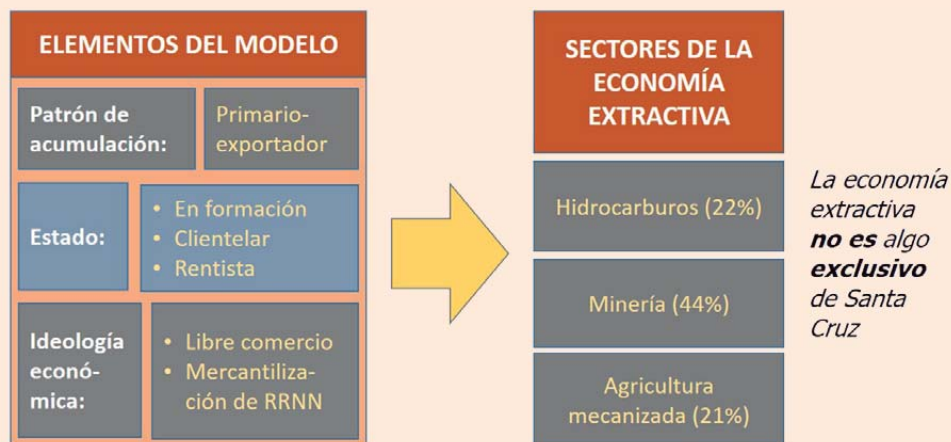 ELEMENTOS DEL MODELO
Patrón de
acumulación:
Primario-
exportador
Estado:
• En formación
• Clientelar
• Rentista
Ideología
econó-
mica:
• Libre comercio
• Mercantiliza-
ción de RRNN
SECTORES DE LA
ECONOMÍA
EXTRACTIVA
Hidrocarburos (22%)
Minería (44%)
Agricultura
mecanizada (21%)
La economía
extractiva
no es algo
exclusivo
de Santa
Cruz